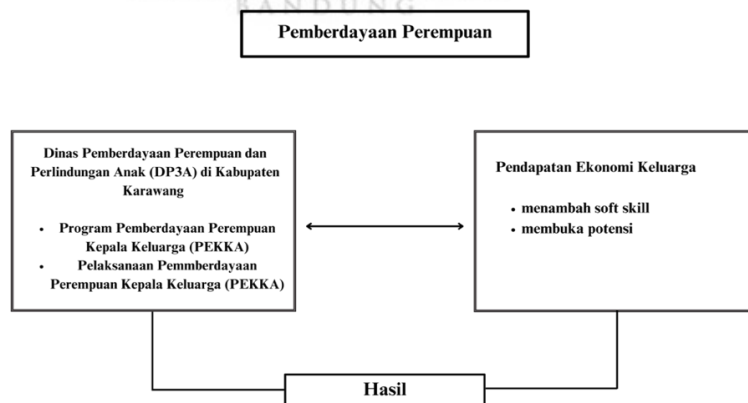 BANDUNG
Pemberdayaan Perempuan
Dinas Pemberdayaan Perempuan dan
Perlindungan Anak (DP3A) di Kabupaten
Karawang
• Program Pemberdayaan Perempuan
Kepala Keluarga (PEKKA)
• Pelaksanaan Pemmberdayaan
Perempuan Kepala Keluarga (PEKKA)
Pendapatan Ekonomi Keluarga
• menambah soft skill
• membuka potensi
Hasil